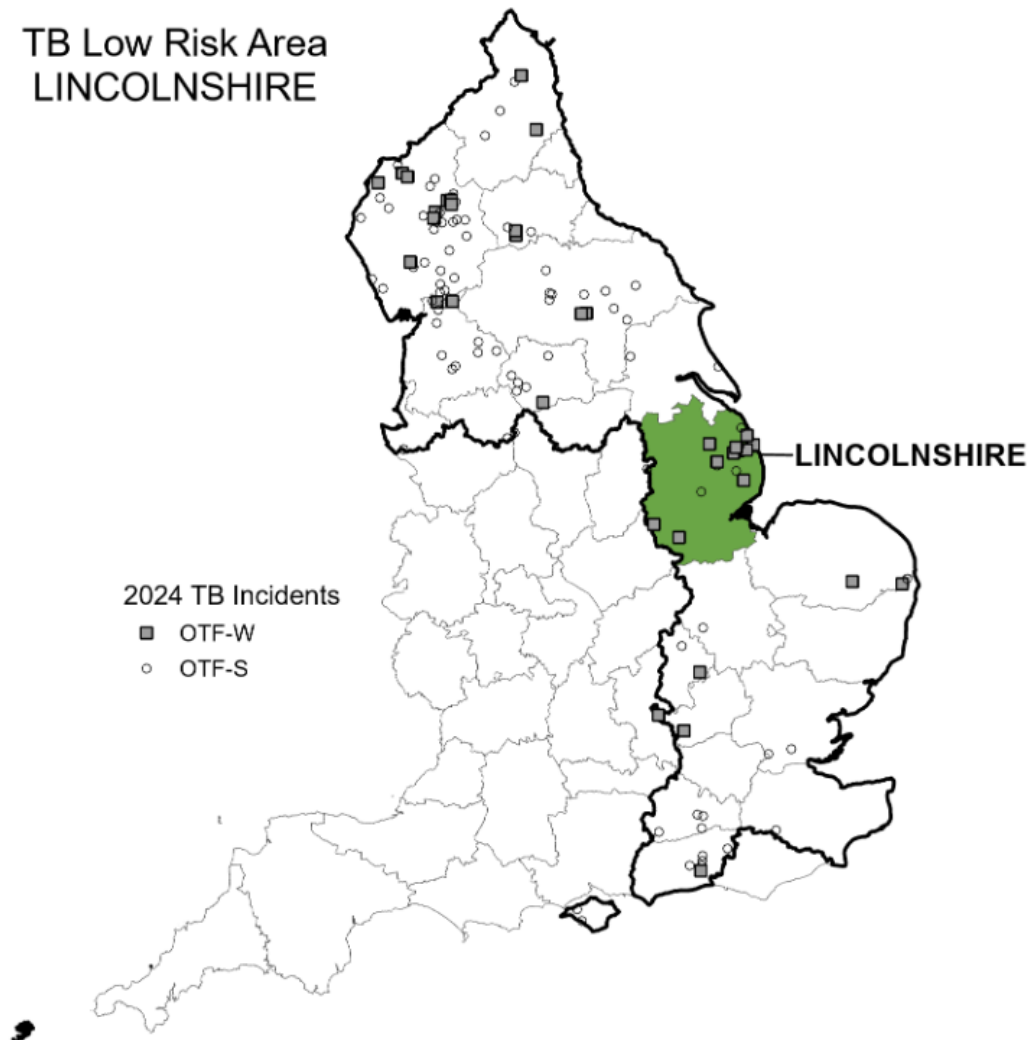 TB Low Risk Area
LINCOLNSHIRE
LINCOLNSHIRE
2024 TB Incidents
OTF-W
OTF-S